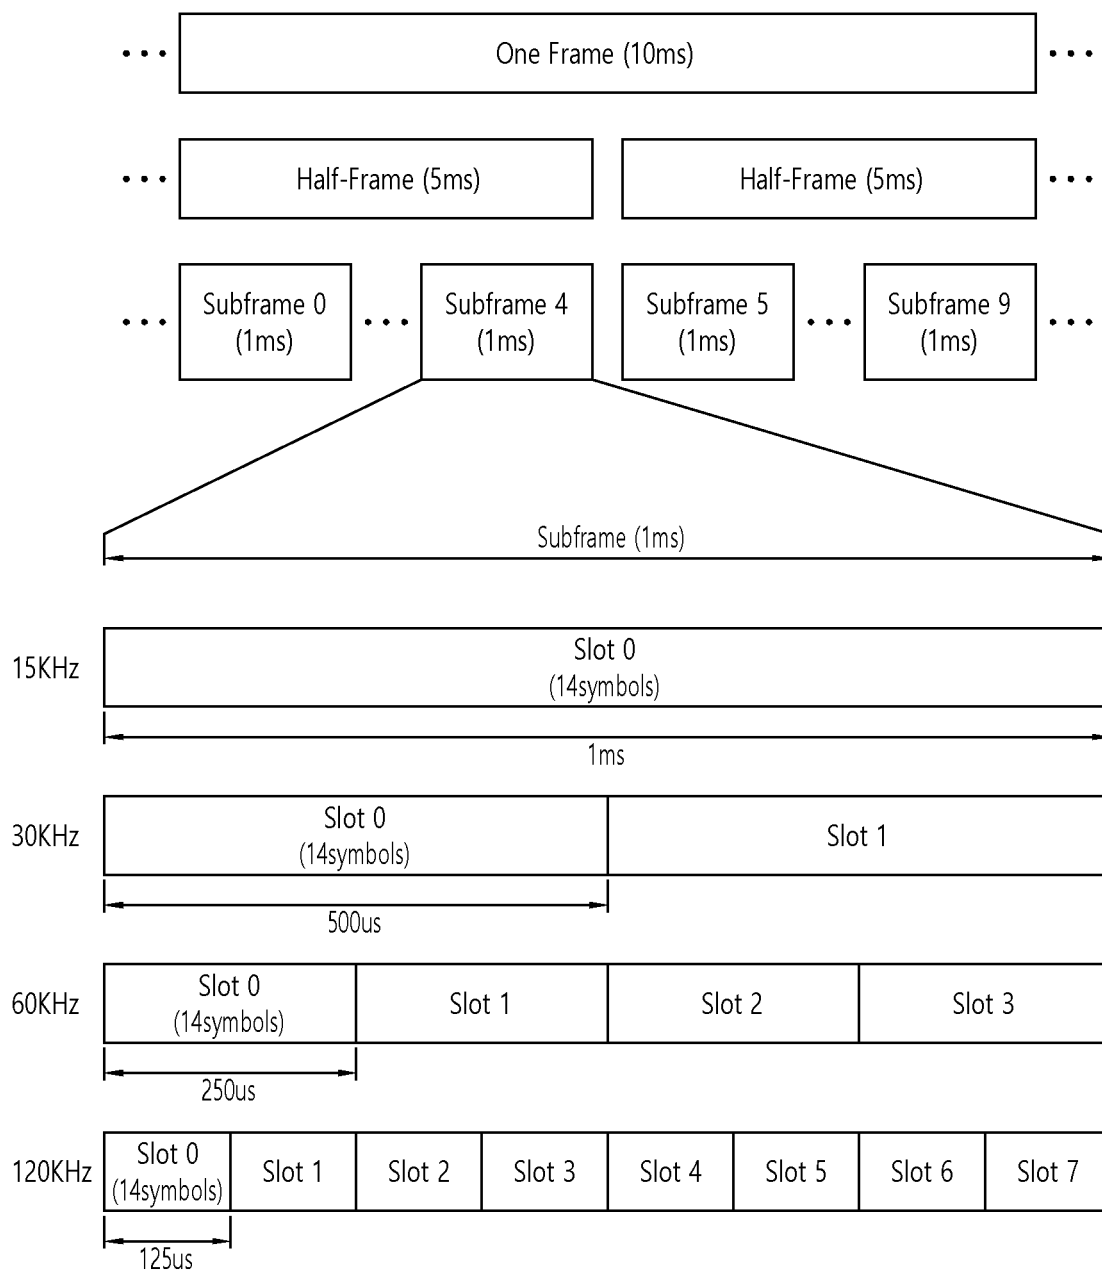 One Frame (10ms)
Half-Frame (5ms)
Half-Frame (5ms)
Subframe 0
(1ms)
Subframe 4
(1ms)
Subframe 5
(1ms)
Subframe 9
(1ms)
Subframe (1ms)
15KHz
Slot 0
(14symbols)
1ms
30KHz
Slot 0
(14symbols)
Slot 1
500us
60KHz
Slot 0
(14symbols)
Slot 1
Slot 2
Slot 3
250us
120KHz
Slot 0
(14symbols)
Slot 1
Slot 2
Slot 3
Slot 4
Slot 5
Slot 6
Slot 7
125us